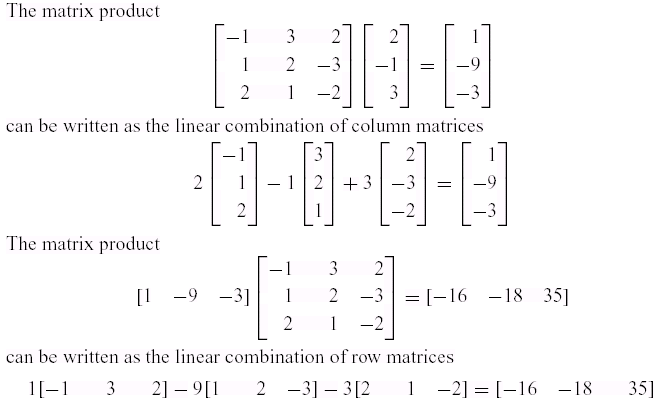 The matrix product
-1 3 2 2 1
1 2 -3 -1 = -9
2 1 -2 3 -3
can be written as the linear combination of column matrices
-1 3 2 1
2 1 - 1 2 + 3 -3 = -9
2 1 -2 -3
The matrix product
-1 3 2
[1 -9 -3] 1 2 -3 = [-16 -18 35]
2 1 -2
can be written as the linear combination of row matrices
1[-1 3 2] - 9[1 2 -3] - 3[2 1 -2] = [-16 -18 35]